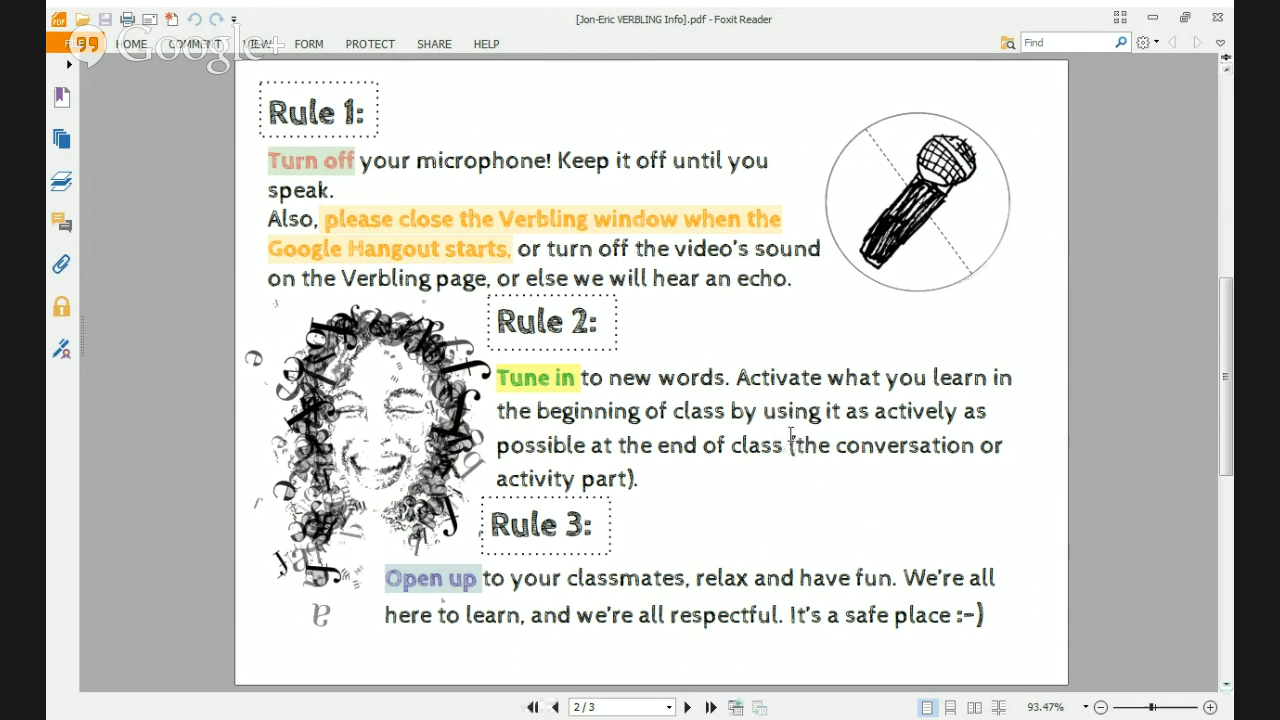 [Jon-Eric VERBLING Info].pdf - Foxit Reader
Google+
HOME COMMENT VIEW FORM PROTECT SHARE HELP
Find
Rule 1:
Turn off your microphone! Keep it off until you
speak.
Also, please close the Verbling window when the
Google Hangout starts, or turn off the video's sound
on the Verbling page, or else we will hear an echo.
Rule 2:
Tune in to new words. Activate what you learn in
the beginning of class by using it as actively as
possible at the end of class (the conversation or
activity part).
Rule 3:
Open up to your classmates, relax and have fun. We're all
here to learn, and we're all respectful. It's a safe place :-)
2 / 3
93.47%